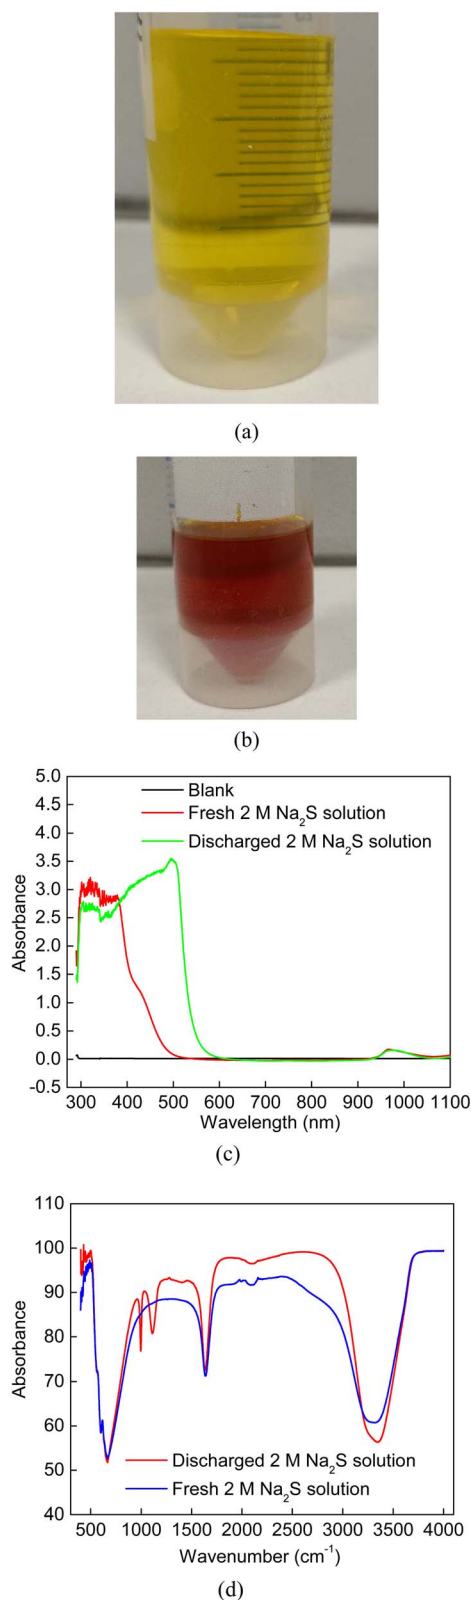 (a)
(b)
5.0
4.5
4.0
3.5
3.0
2.5
2.0
1.5
1.0
0.5
0.0
-0.5
Absorbance
Blank
Fresh 2 M Na₂S solution
Discharged 2 M Na₂S solution
300 400 500 600 700 800 900 1000 1100
Wavelength (nm)
(c)
110
100
90
80
70
60
50
40
Absorbance
Discharged 2 M Na₂S solution
Fresh 2 M Na₂S solution
500 1000 1500 2000 2500 3000 3500 4000
Wavenumber (cm⁻¹)
(d)